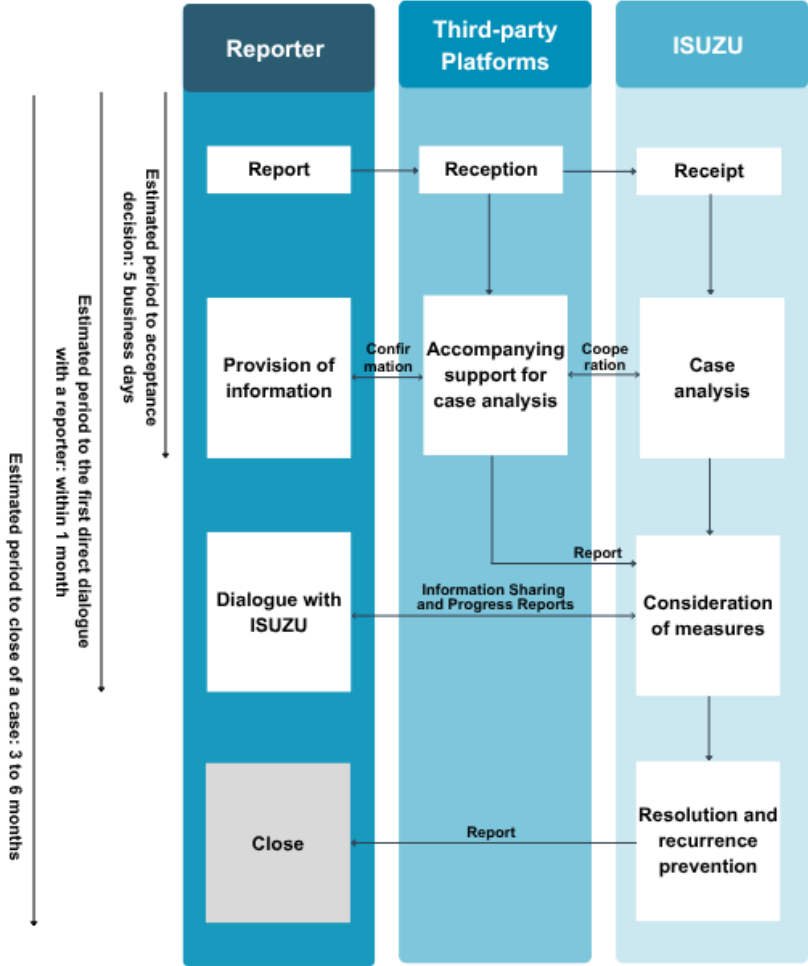 Reporter
Third-party
Platforms
ISUZU
Report
Reception
Receipt
Estimated period to acceptance
decision: 5 business days
Provision of
information
Confir
mation
Accompanying
support for
case analysis
Coope
ration
Case
analysis
Estimated period to the first direct dialogue
with a reporter: within 1 month
Report
Dialogue with
ISUZU
Information Sharing
and Progress Reports
Consideration
of measures
Estimated period to close of a case: 3 to 6 months
Close
Report
Resolution and
recurrence
prevention